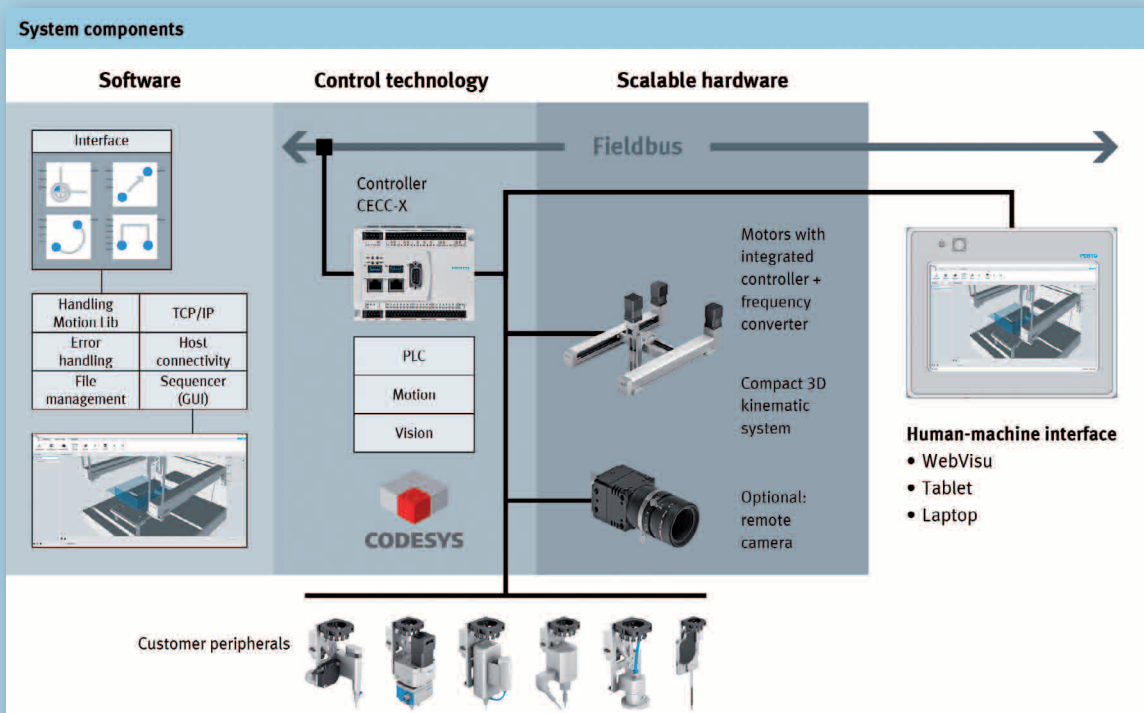 System components
Software
Control technology
Scalable hardware
Interface
Handling
Motion Lib
TCP/IP
Error
handling
Host
connectivity
File
management
Sequencer
(GUI)
Fieldbus
Controller
CECC-X
PLC
Motion
Vision
CODESYS
Motors with
integrated
controller +
frequency
converter
Compact 3D
kinematic
system
Optional:
remote
camera
FESTO
Human-machine interface
• WebVisu
• Tablet
• Laptop
Customer peripherals